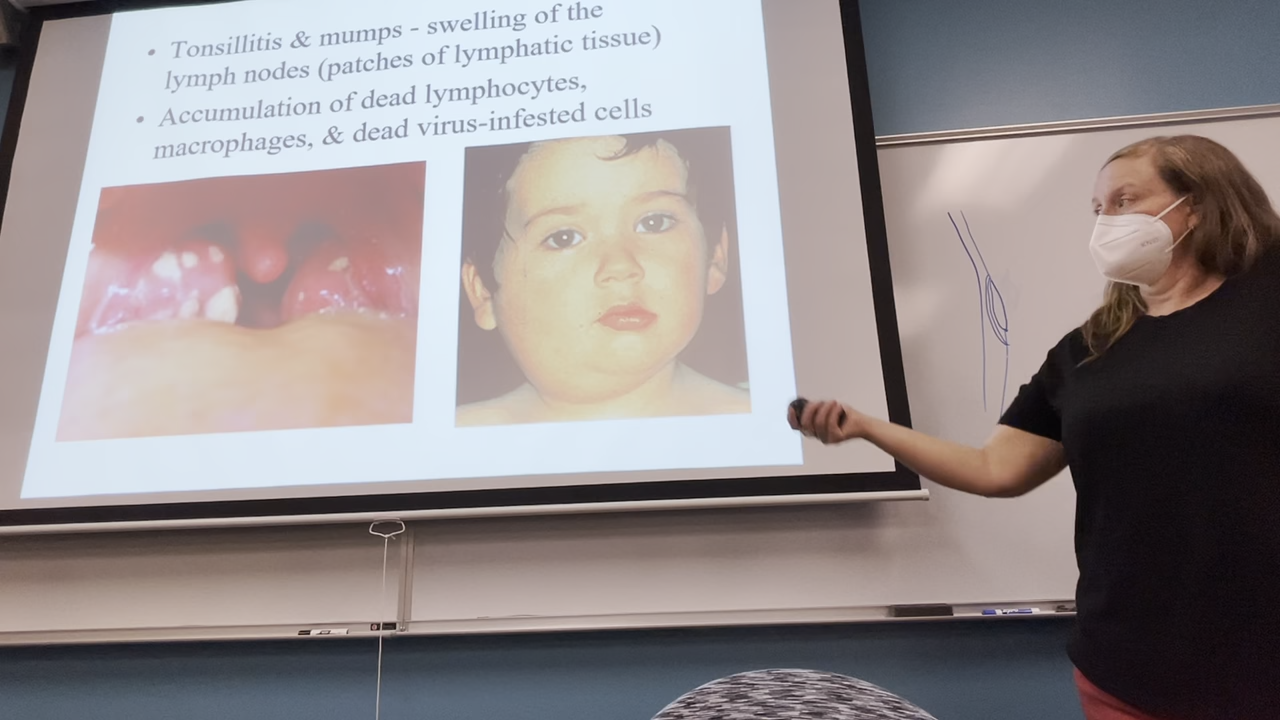 • Tonsillitis & mumps - swelling of the
lymph nodes (patches of lymphatic tissue)
• Accumulation of dead lymphocytes,
macrophages, & dead virus-infested cells